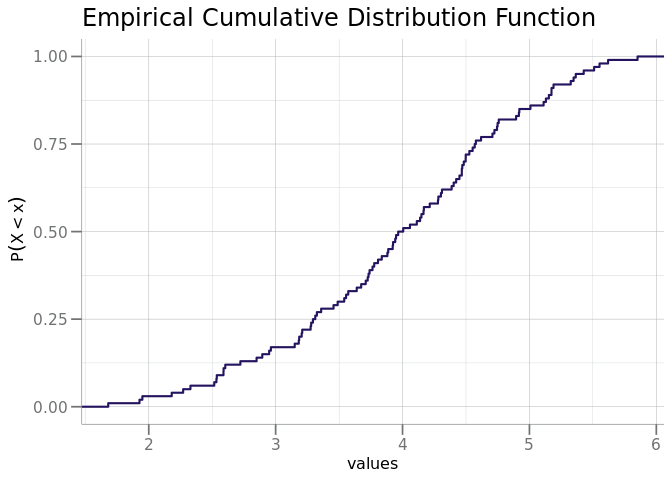 Empirical Cumulative Distribution Function
1.00
0.75
0.50
0.25
0.00
P(X < x)
2 3 4 5 6
values